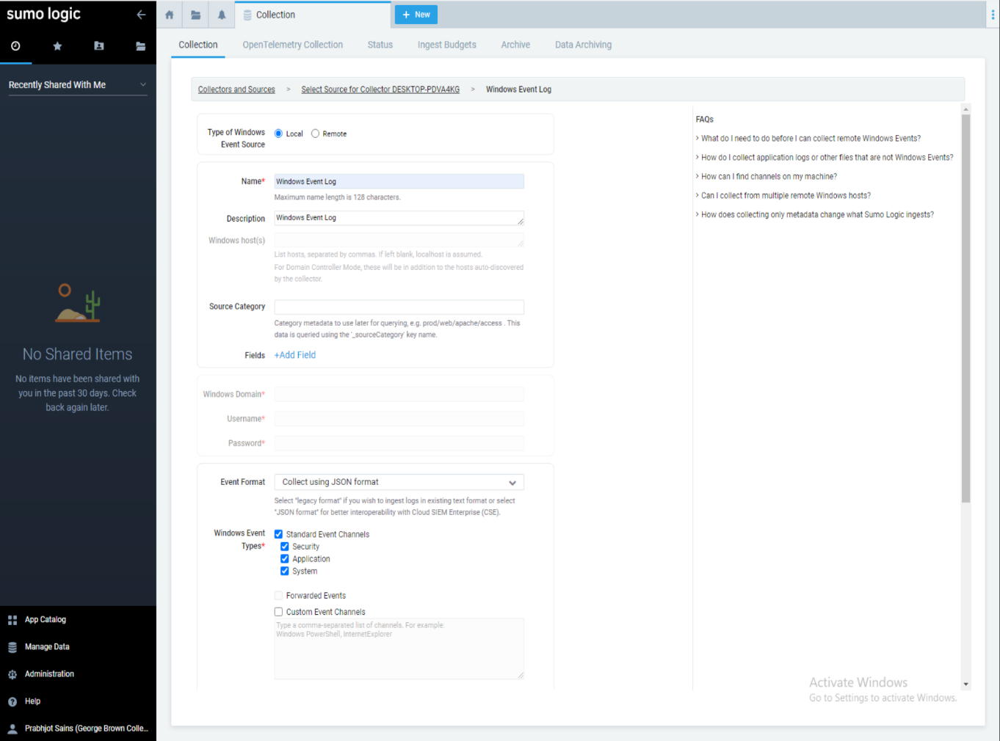 sumo logic
Collection
+ New
Collection
OpenTelemetry Collection
Status
Ingest Budgets
Archive
Data Archiving
Recently Shared With Me
No Shared Items
No items have been shared with
you in the past 30 days. Check
back again later.
App Catalog
Manage Data
Administration
Help
Prabhjot Sains (George Brown Colle...
Collectors and Sources > Select Source for Collector DESKTOP-PDVA4KG > Windows Event Log
Type of Windows
Event Source
Local
Remote
Name*
Windows Event Log
Maximum name length is 128 characters.
Description
Windows Event Log
Windows host(s)
List hosts, separated by commas. If left blank, localhost is assumed.
For Domain Controller Mode, these will be in addition to the hosts auto-discovered
by the collector.
Source Category
Category metadata to use later for querying, e.g. prod/web/apache/access . This
data is queried using the '_sourceCategory' key name.
Fields
+Add Field
Windows Domain*
Username*
Password*
Event Format
Collect using JSON format
Select "legacy format" if you wish to ingest logs in existing text format or select
"JSON format" for better interoperability with Cloud SIEM Enterprise (CSE).
Windows Event
Types*
Standard Event Channels
Security
Application
System
Forwarded Events
Custom Event Channels
Type a comma-separated list of channels. For example:
Windows PowerShell, InternetExplorer
FAQs
> What do I need to do before I can collect remote Windows Events?
> How do I collect application logs or other files that are not Windows Events?
> How can I find channels on my machine?
> Can I collect from multiple remote Windows hosts?
> How does collecting only metadata change what Sumo Logic ingests?
Activate Windows
Go to Settings to activate Windows.